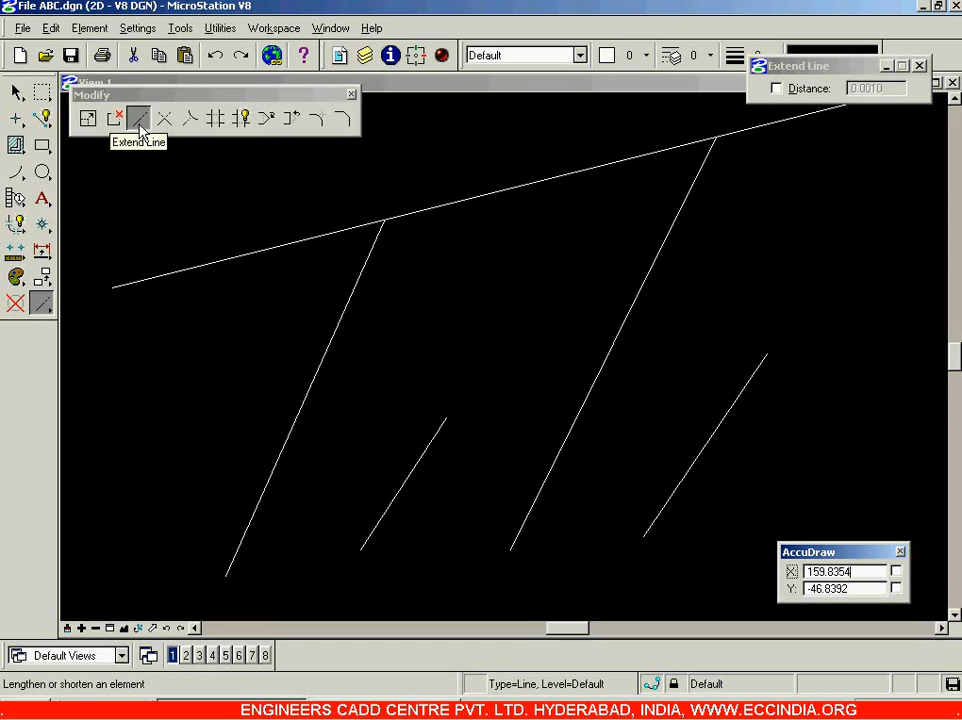 File ABC.dgn (2D - V8 DGN) - MicroStation V8
File Edit Element Settings Tools Utilities Workspace Window Help
Default 0 0
Extend Line
Distance: 0.0010
View 1
Modify
Extend Line
AccuDraw
X: 159.8354
Y: -46.8392
Default Views 1 2 3 4 5 6 7 8
Lengthen or shorten an element Type=Line, Level=Default Default
ENGINEERS CADD CENTRE PVT. LTD. HYDERABAD, INDIA, WWW.ECCINDIA.ORG